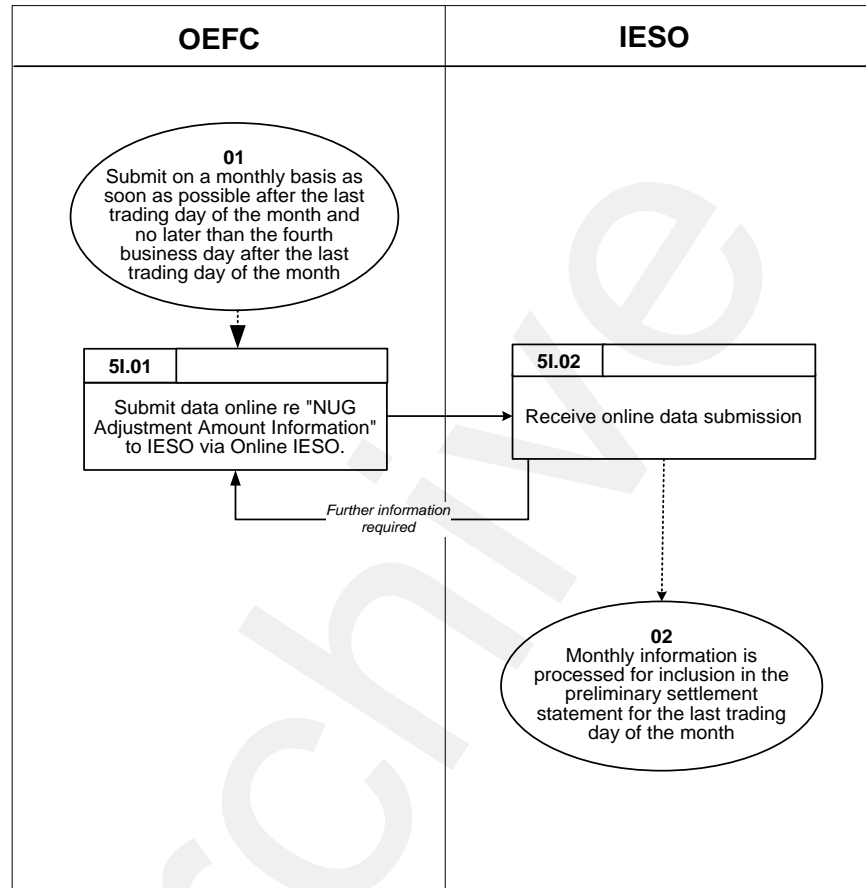 OEFC
IESO
01
Submit on a monthly basis as
soon as possible after the last
trading day of the month and
no later than the fourth
business day after the last
trading day of the month
5I.01
Submit data online re "NUG
Adjustment Amount Information"
to IESO via Online IESO.
5I.02
Receive online data submission
Further information
required
02
Monthly information is
processed for inclusion in the
preliminary settlement
statement for the last trading
day of the month
chive